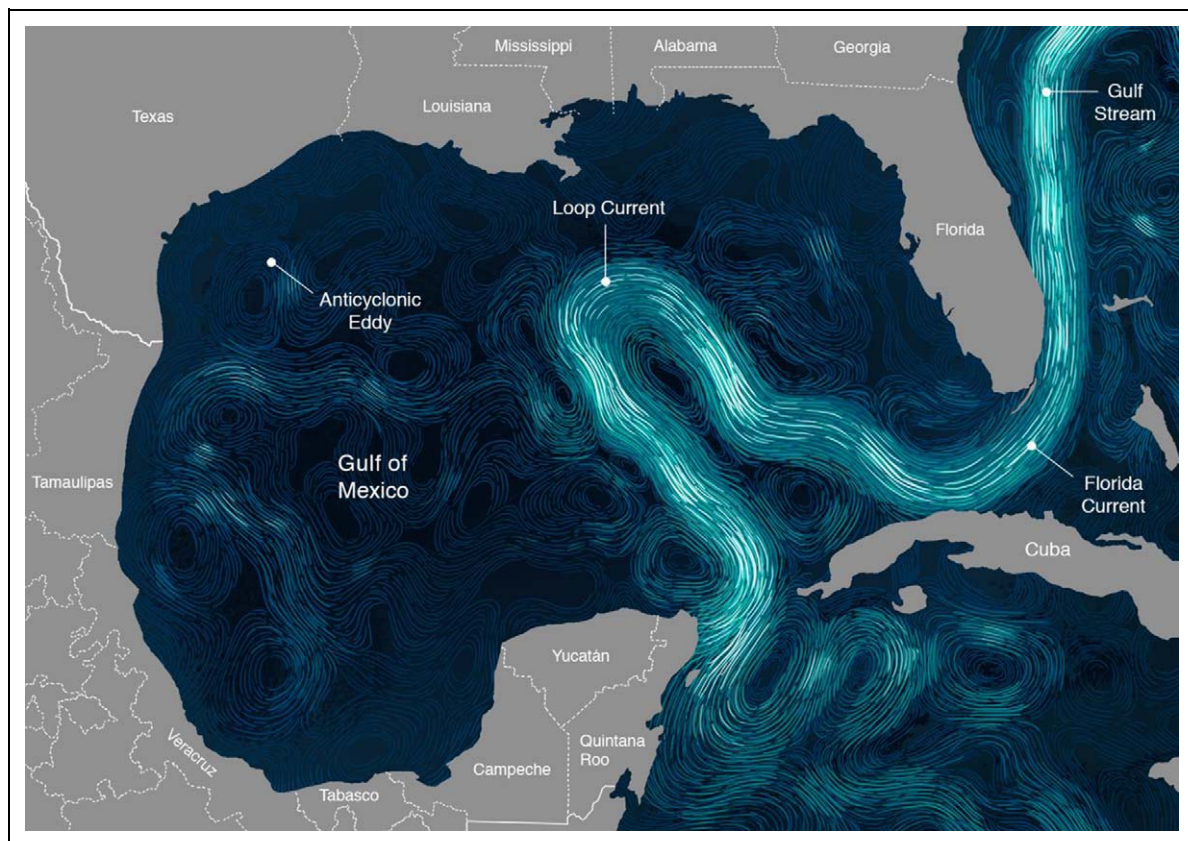 Mississippi
Alabama
Georgia
Texas
Louisiana
Gulf
Stream
Loop Current
Florida
Anticyclonic
Eddy
Gulf of
Mexico
Tamaulipas
Florida
Current
Cuba
Yucatán
Veracruz
Quintana
Roo
Campeche
Tabasco